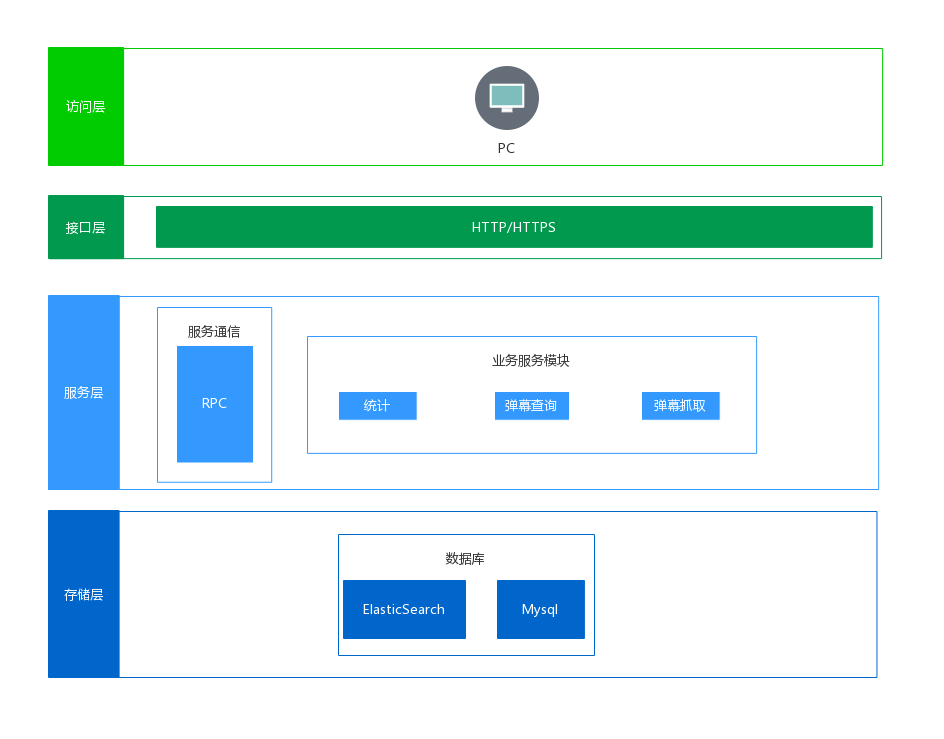 访问层
PC
接口层
HTTP/HTTPS
服务层
服务通信
RPC
业务服务模块
统计
弹幕查询
弹幕抓取
存储层
数据库
ElasticSearch
Mysql